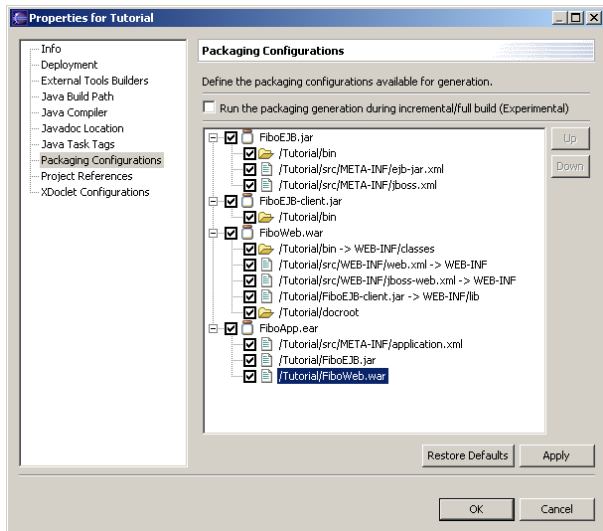 Properties for Tutorial
Info
Deployment
External Tools Builders
Java Build Path
Java Compiler
Javadoc Location
Java Task Tags
Packaging Configurations
Project References
XDoclet Configurations
Packaging Configurations
Define the packaging configurations available for generation.
Run the packaging generation during incremental/full build (Experimental)
FiboEJB.jar
/Tutorial/bin
/Tutorial/src/META-INF/ejb-jar.xml
/Tutorial/src/META-INF/jboss.xml
FiboEJB-client.jar
/Tutorial/bin
FiboWeb.war
/Tutorial/bin -> WEB-INF/classes
/Tutorial/src/WEB-INF/web.xml -> WEB-INF
/Tutorial/src/WEB-INF/jboss-web.xml -> WEB-INF
/Tutorial/FiboEJB-client.jar -> WEB-INF/lib
/Tutorial/docroot
FiboApp.ear
/Tutorial/src/META-INF/application.xml
/Tutorial/FiboEJB.jar
/Tutorial/FiboWeb.war
Up
Down
Restore Defaults
Apply
OK
Cancel